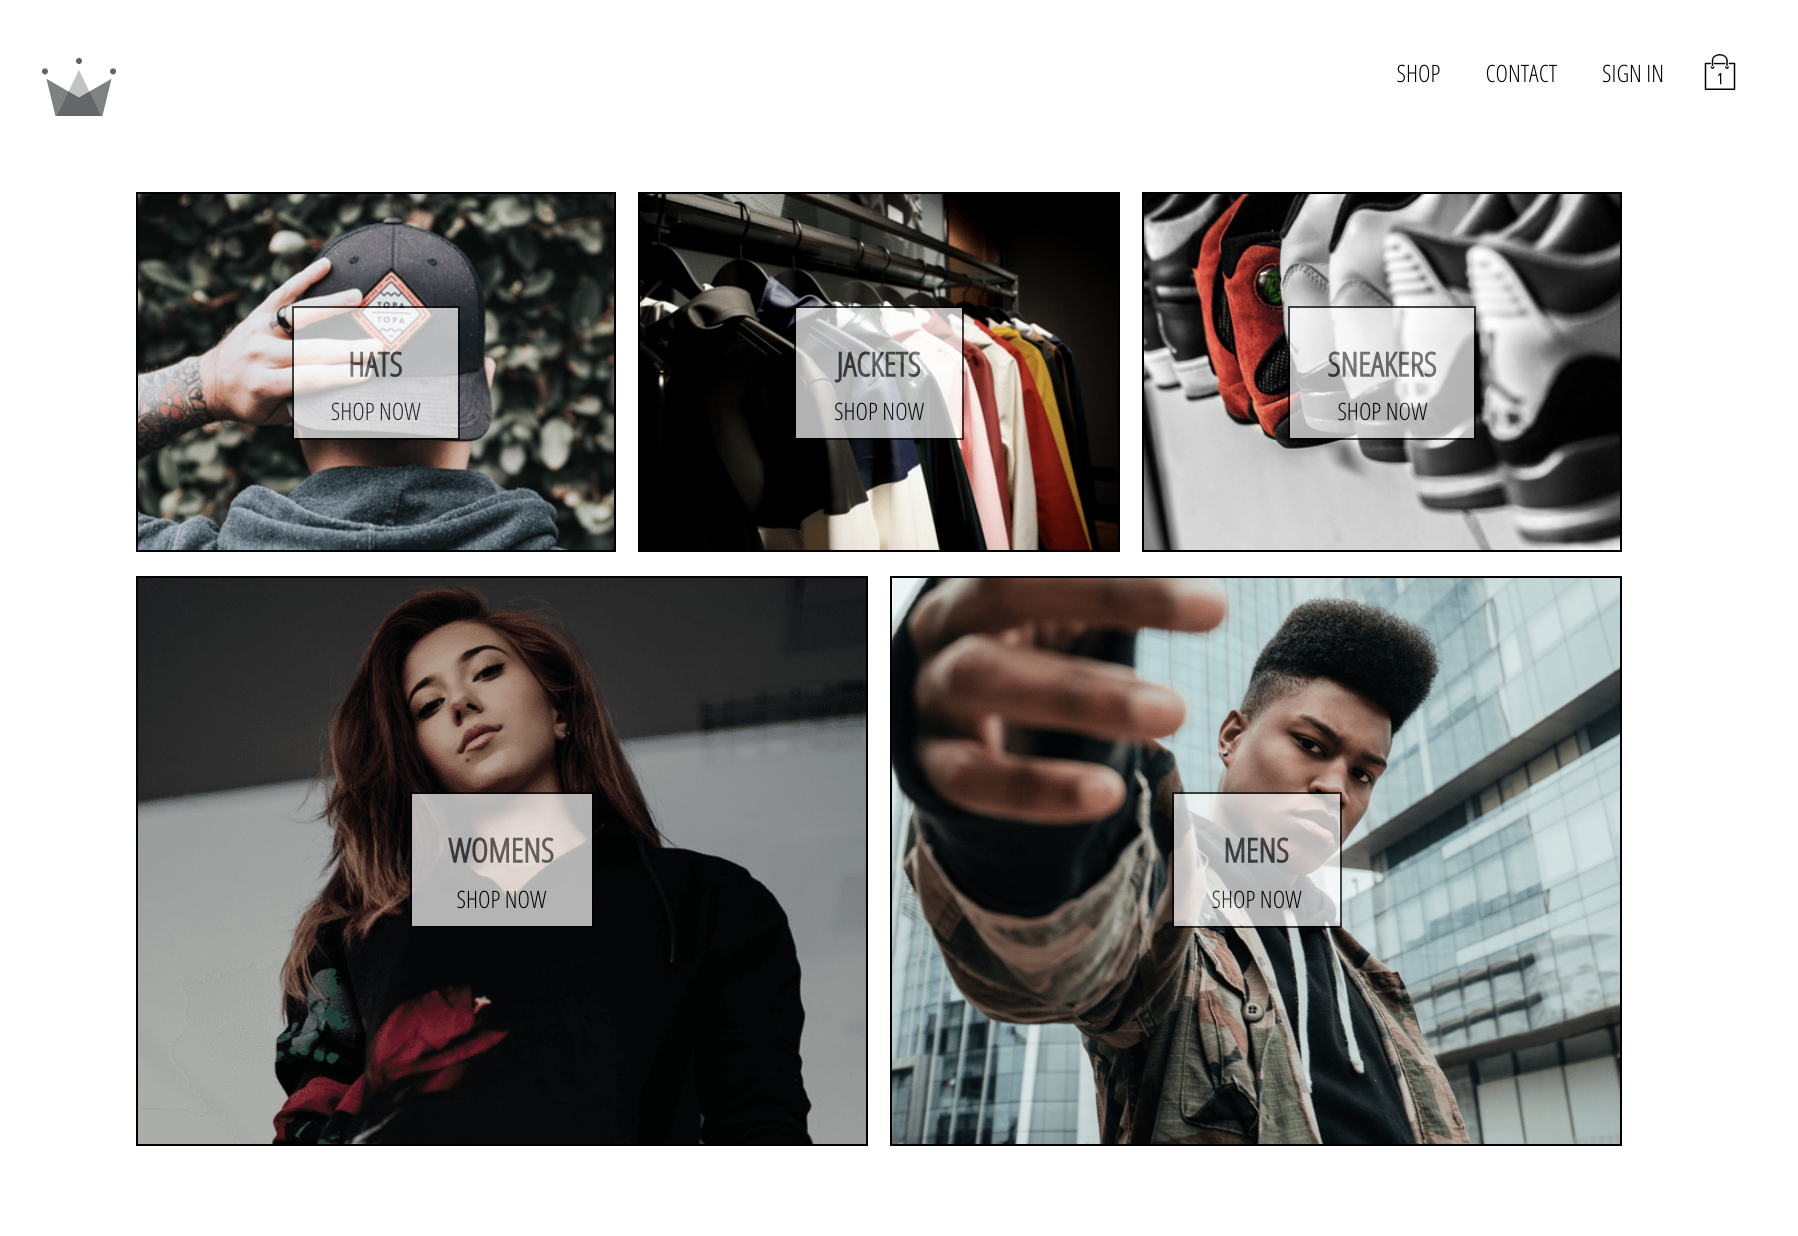 SHOP CONTACT SIGN IN 1
TOPA
TOPA
HATS
SHOP NOW
JACKETS
SHOP NOW
SNEAKERS
SHOP NOW
WOMENS
SHOP NOW
MENS
SHOP NOW